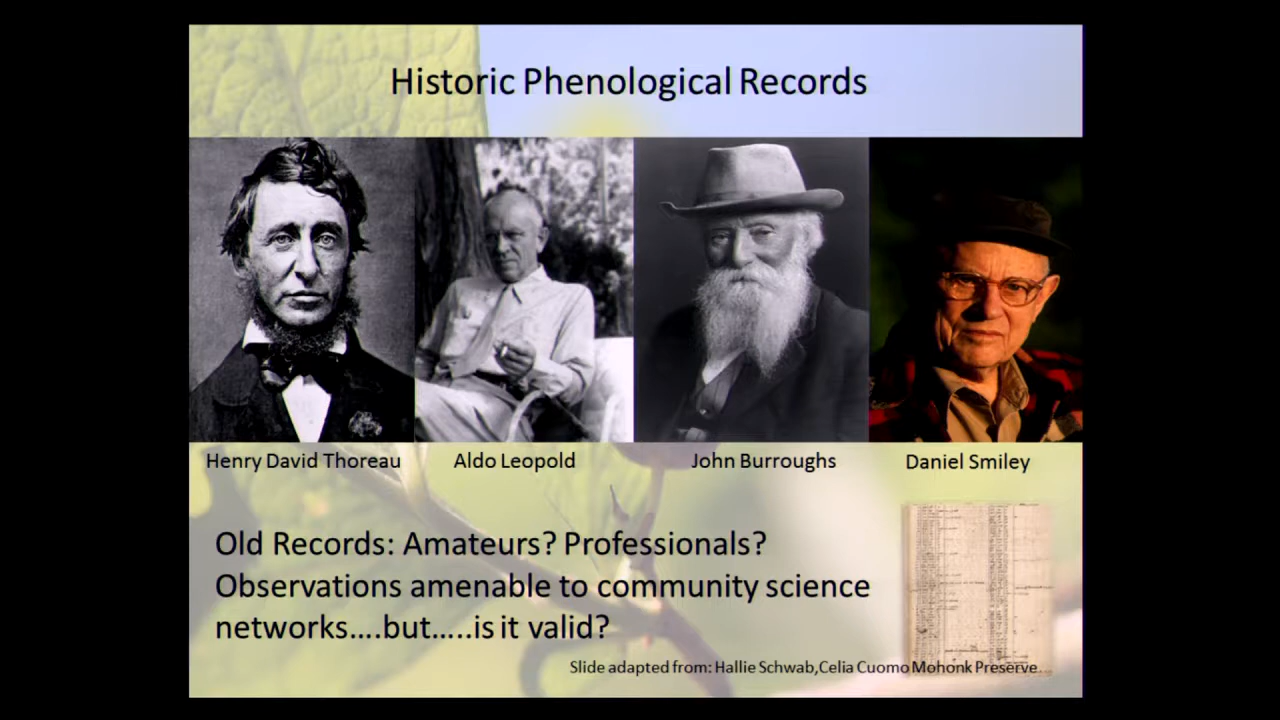 Historic Phenological Records
Henry David Thoreau
Aldo Leopold
John Burroughs
Daniel Smiley
Old Records: Amateurs? Professionals?
Observations amenable to community science
networks....but.....is it valid?
Slide adapted from: Hallie Schwab,Celia Cuomo Mohonk Preserve.